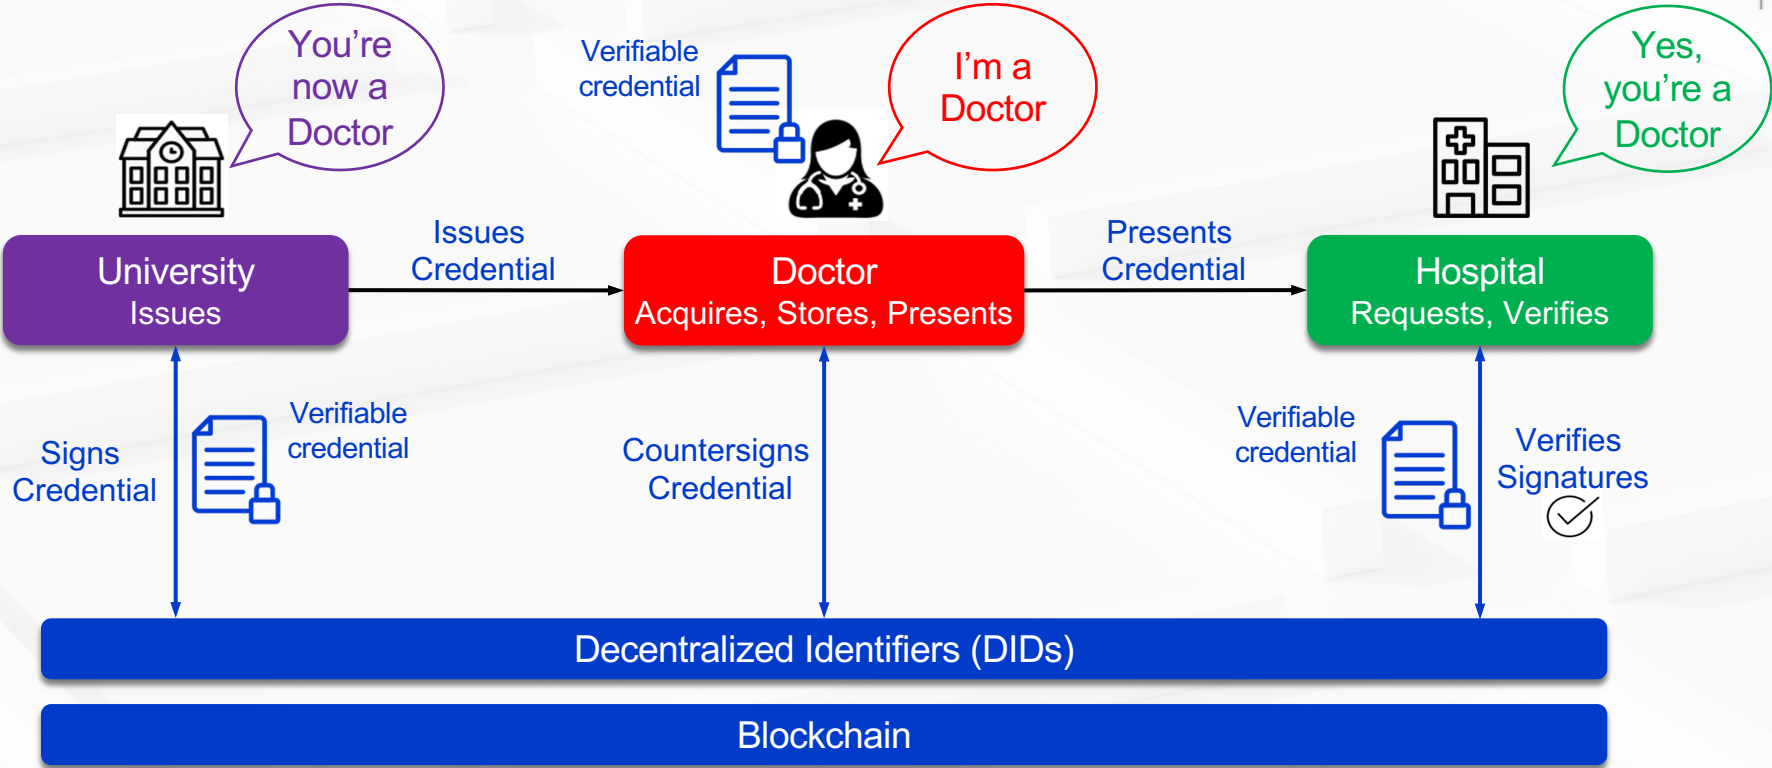 You’re
now a
Doctor
Verifiable
credential
I’m a
Doctor
Yes,
you’re a
Doctor
University
Issues
Issues
Credential
Doctor
Acquires, Stores, Presents
Presents
Credential
Hospital
Requests, Verifies
Signs
Credential
Verifiable
credential
Countersigns
Credential
Verifiable
credential
Verifies
Signatures
Decentralized Identifiers (DIDs)
Blockchain